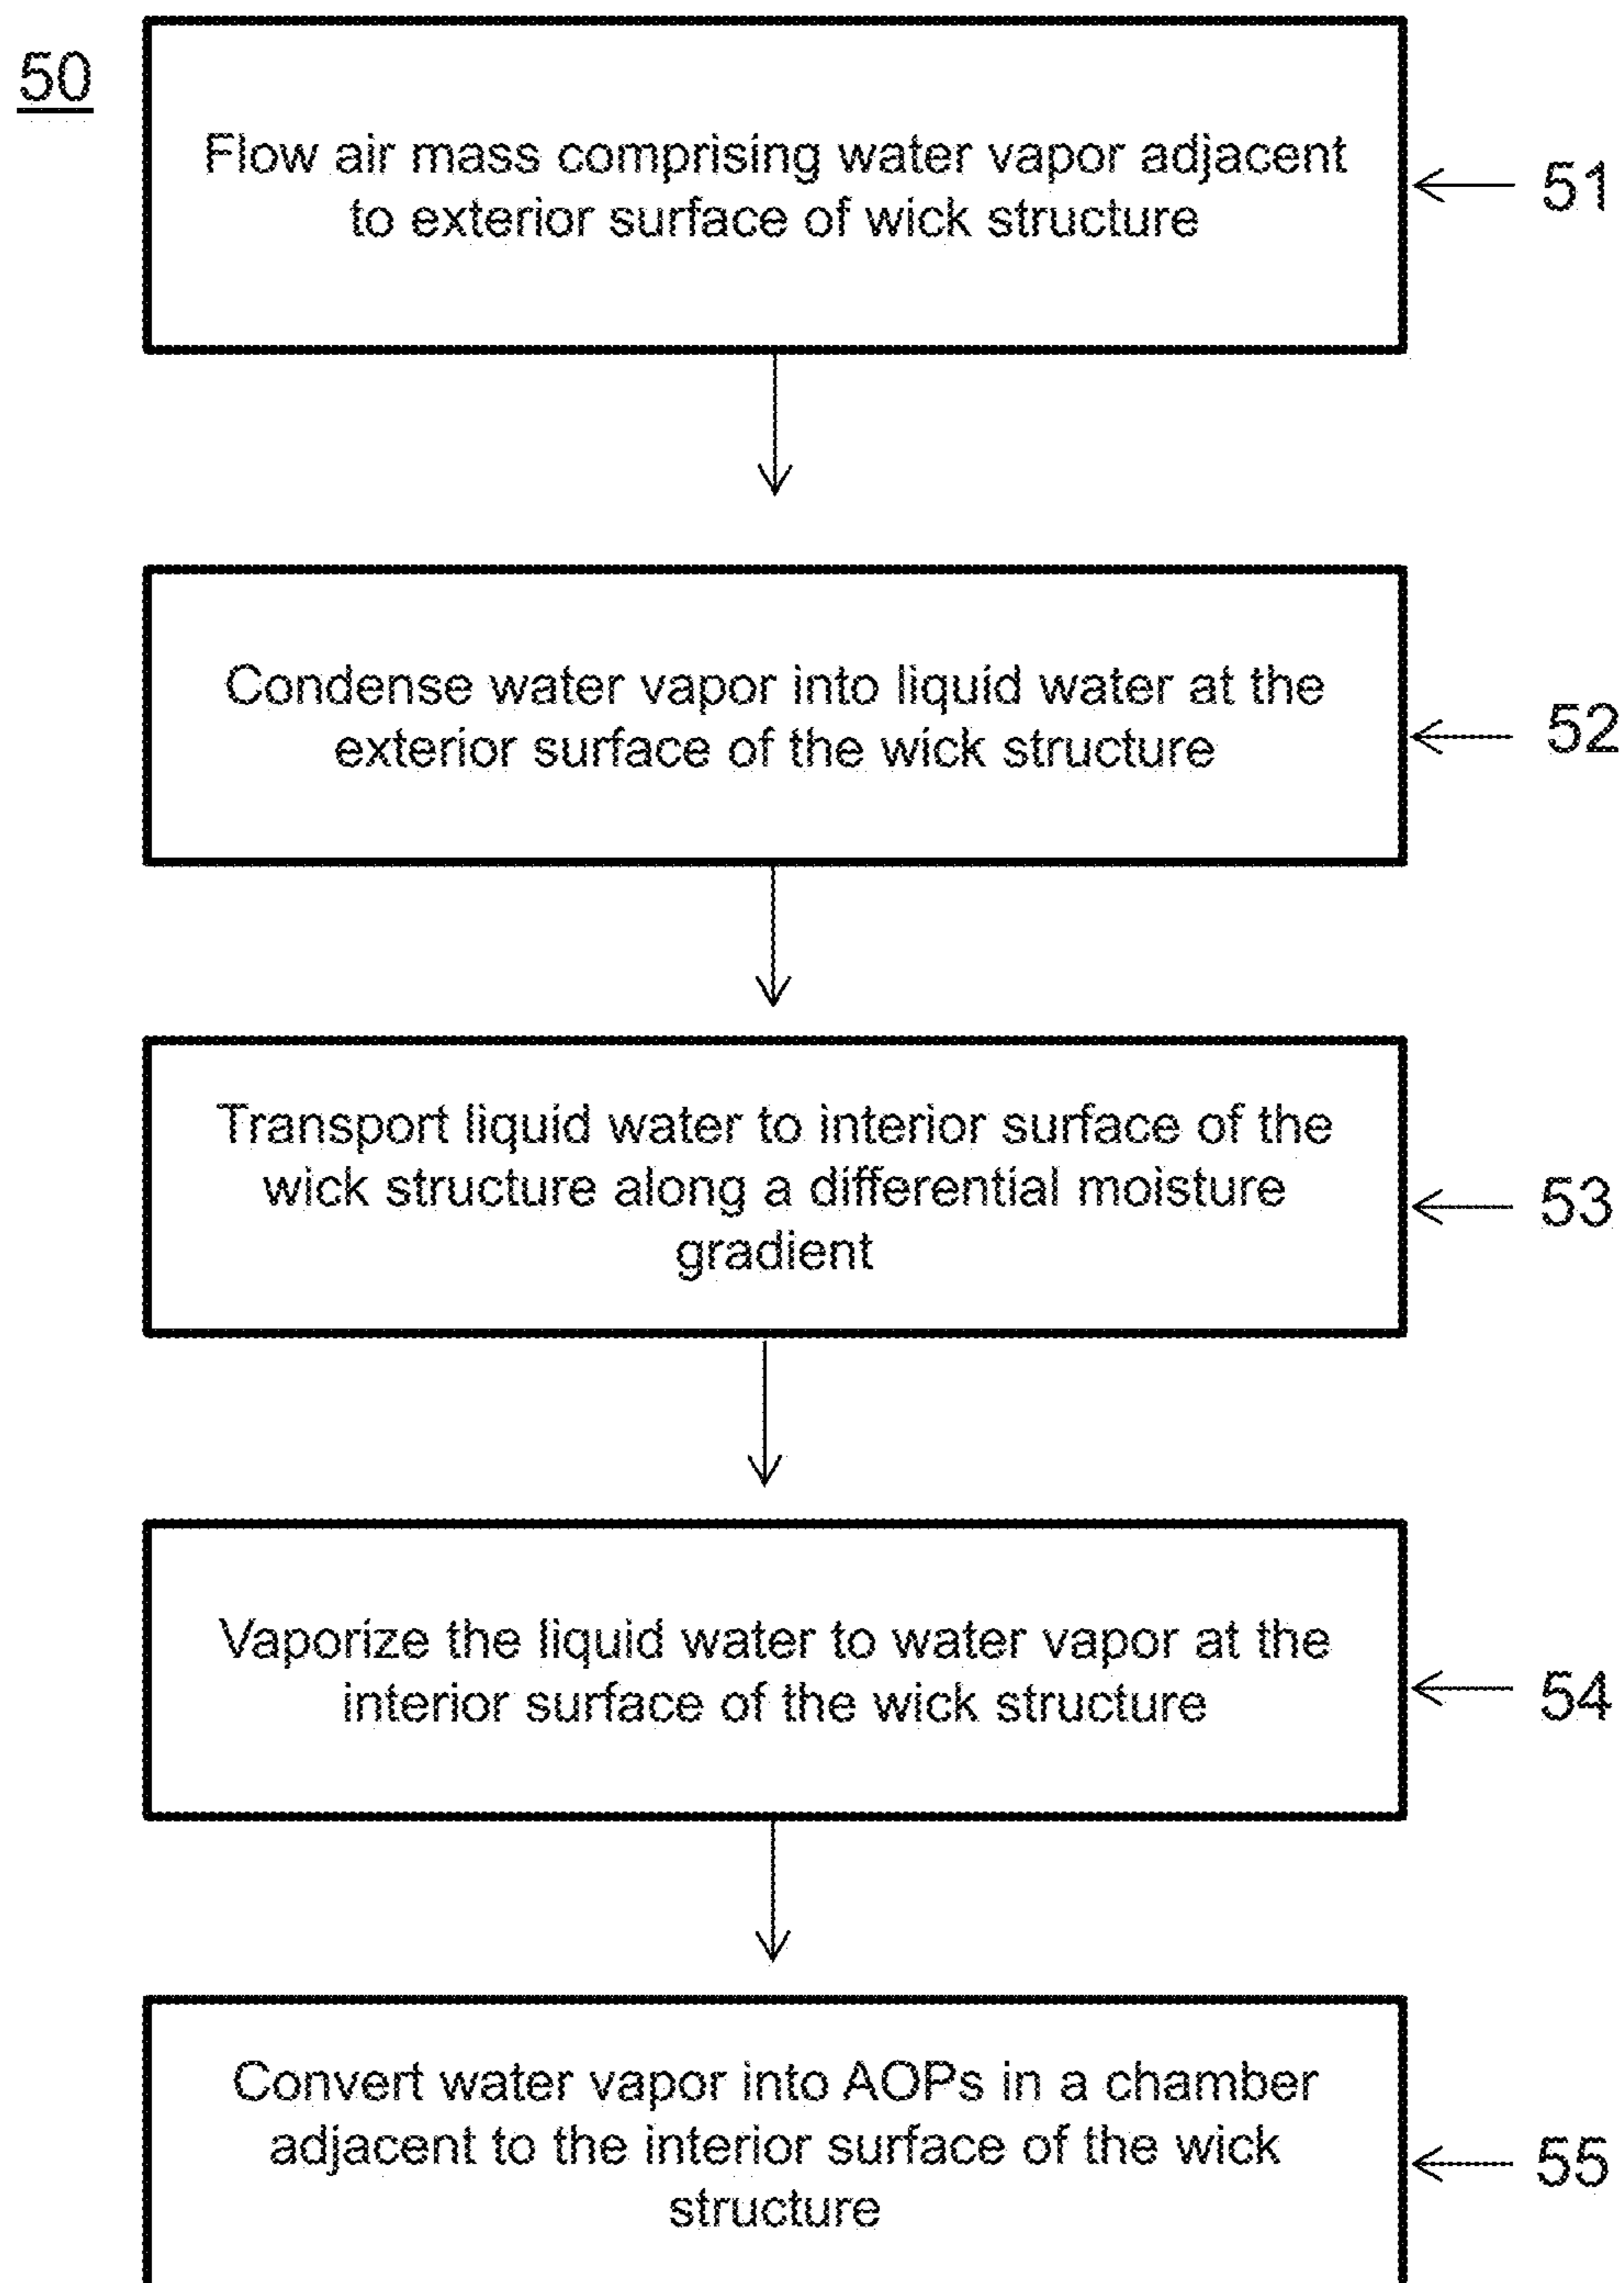 50
Flow air mass comprising water vapor adjacent
to exterior surface of wick structure
51
Condense water vapor into liquid water at the
exterior surface of the wick structure
52
Transport liquid water to interior surface of the
wick structure along a differential moisture
gradient
53
Vaporize the liquid water to water vapor at the
interior surface of the wick structure
54
Convert water vapor into AOPs in a chamber
adjacent to the interior surface of the wick
structure
55